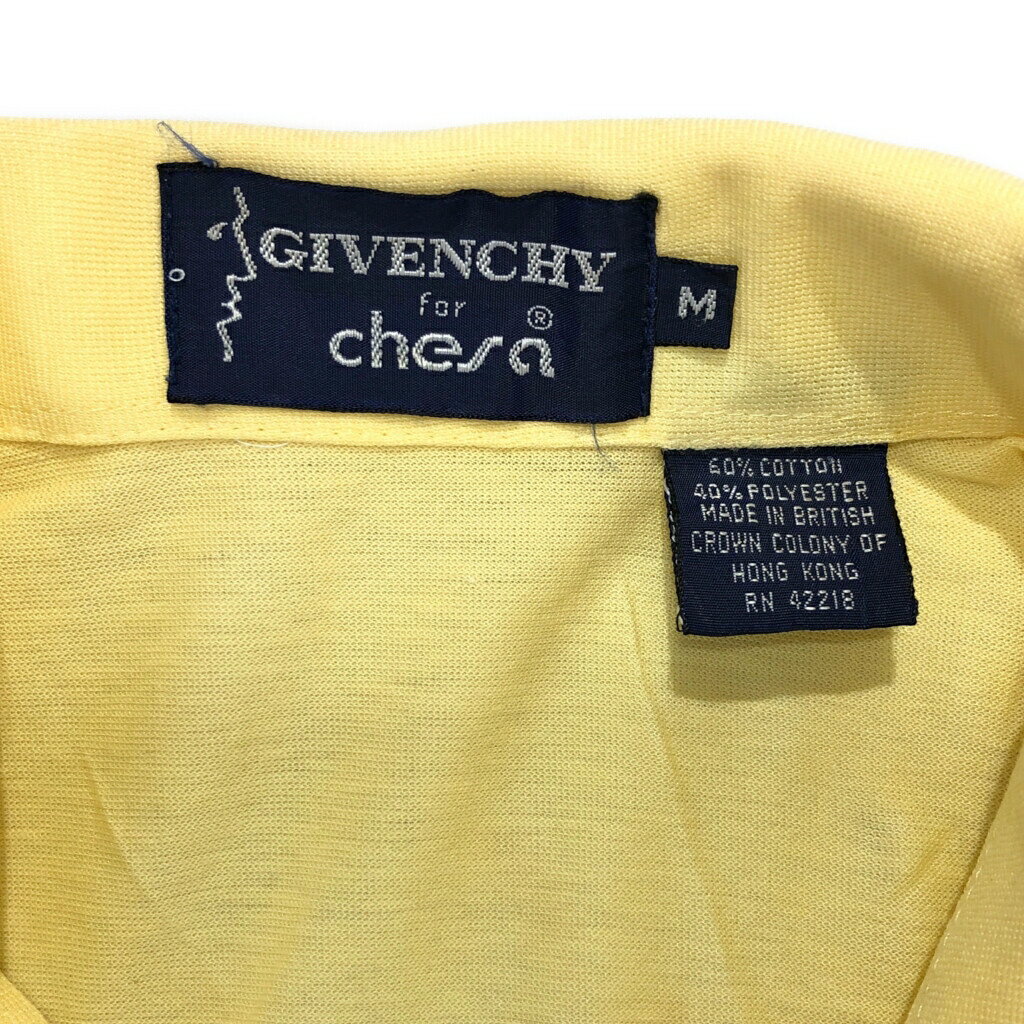 GIVENCHY
for
chesa®
M
60% COTTON
40% POLYESTER
MADE IN BRITISH
CROWN COLONY OF
HONG KONG
RN 42218